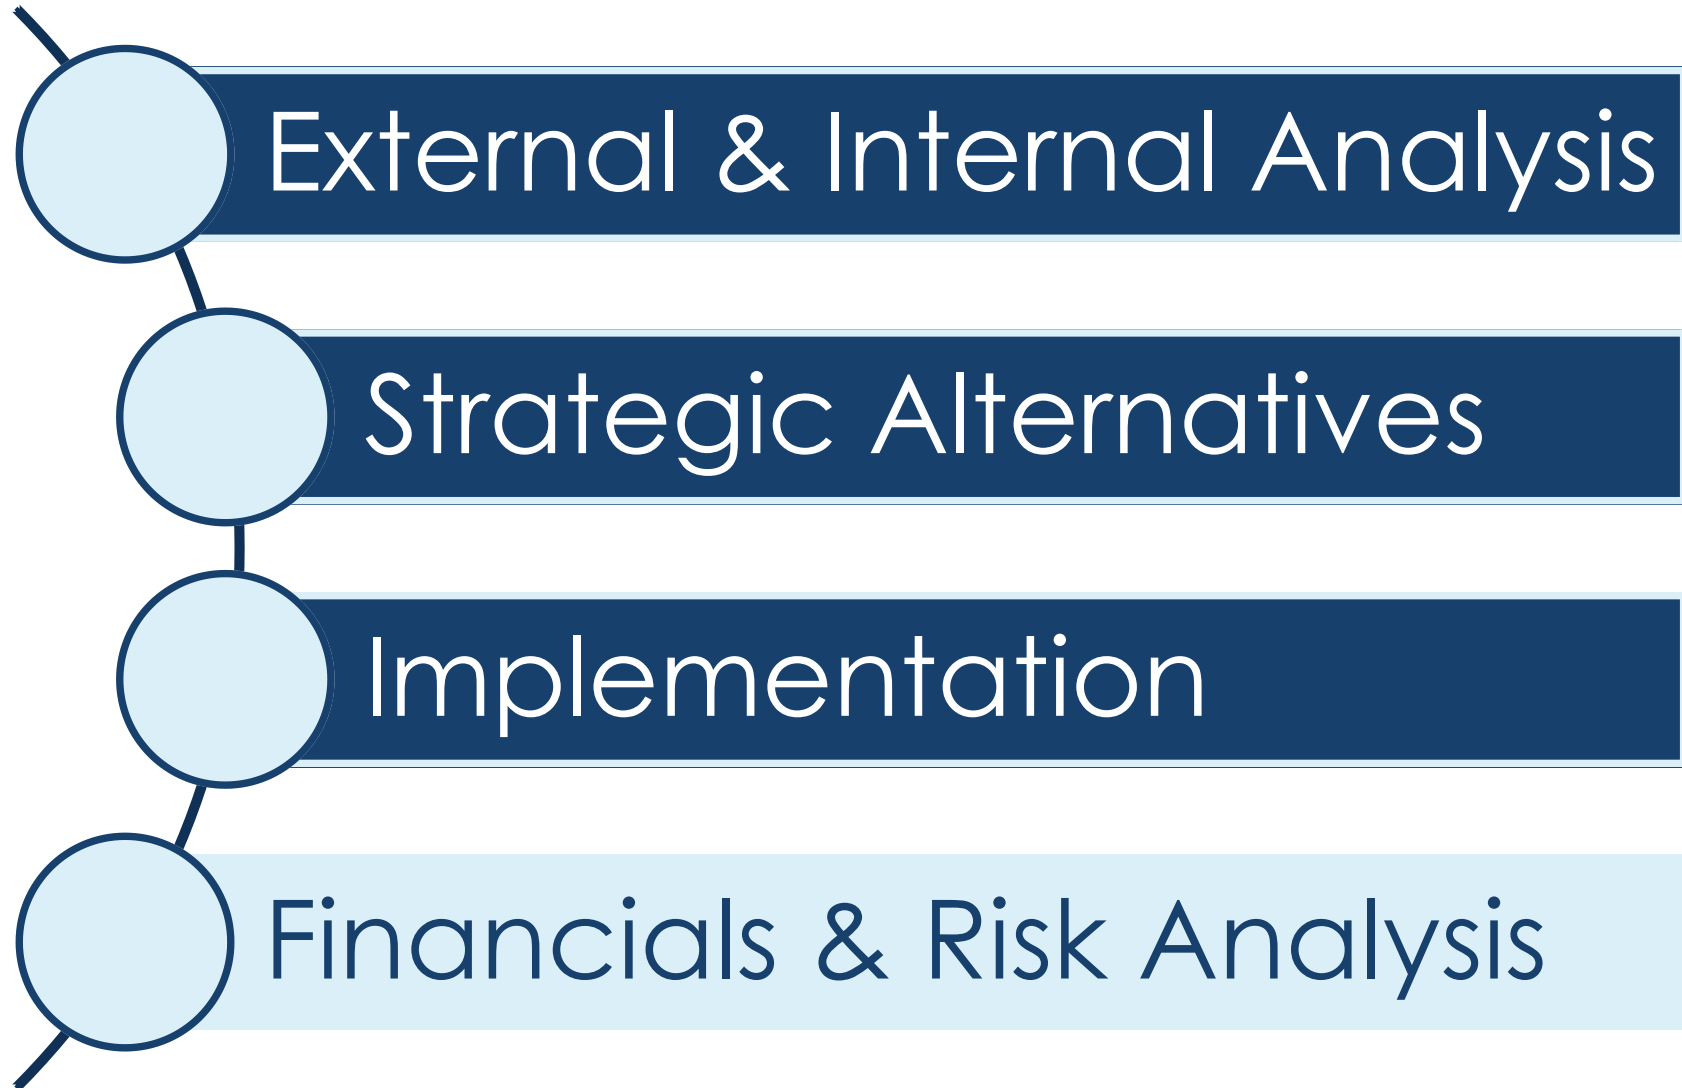 External & Internal Analysis
Strategic Alternatives
Implementation
Financials & Risk Analysis